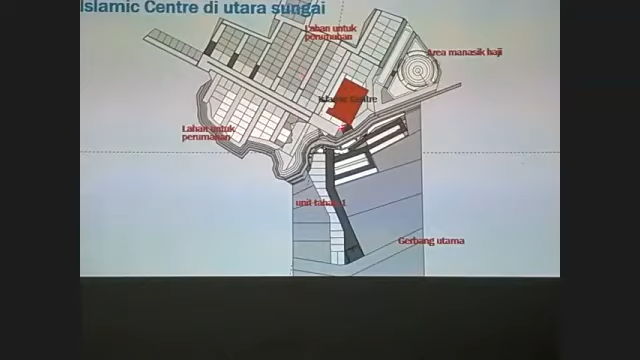 Islamic Centre di utara sungai
Lahan untuk
perumahan
Area manasik haji
Islamic Centre
Lahan untuk
perumahan
unit tahap 1
Gerbang utama